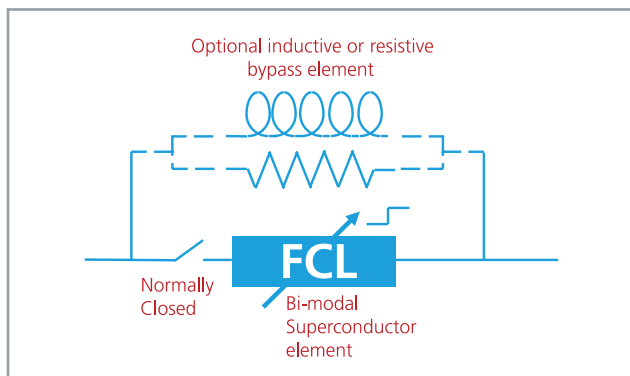 Optional inductive or resistive
bypass element
FCL
Normally
Closed
Bi-modal
Superconductor
element